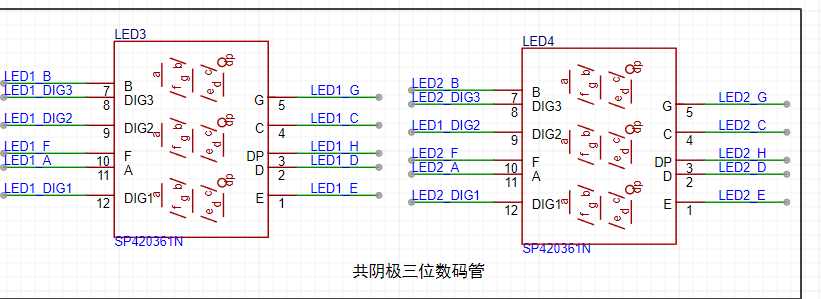 LED3
LED1_B
7
B
LED1_DIG3
8
DIG3
LED1_DIG2
9
DIG2
LED1_F
10
F
LED1_A
11
A
LED1_DIG1
12
DIG1
a
f
g
b
e
d
c
dp
a
f
g
b
e
d
c
dp
a
f
g
b
e
d
c
dp
G
5
LED1_G
C
4
LED1_C
DP
3
LED1_H
D
2
LED1_D
E
1
LED1_E
SP420361N
LED4
LED2_B
7
B
LED2_DIG3
8
DIG3
LED1_DIG2
9
DIG2
LED2_F
10
F
LED2_A
11
A
LED2_DIG1
12
DIG1
a
f
g
b
e
d
c
dp
a
f
g
b
e
d
c
dp
a
f
g
b
e
d
c
dp
G
5
LED2_G
C
4
LED2_C
DP
3
LED2_H
D
2
LED2_D
E
1
LED2_E
SP420361N
共阴极三位数码管